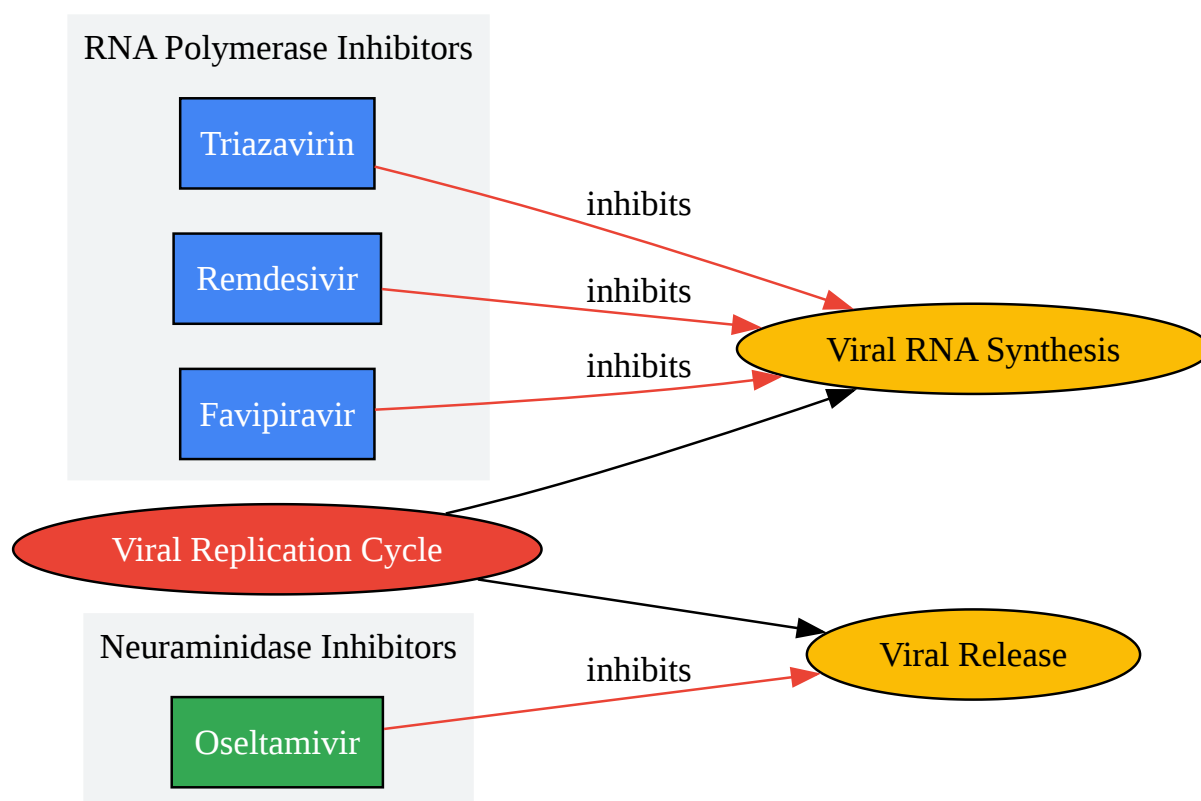 RNA Polymerase Inhibitors
Triazavirin
inhibits
Remdesivir
inhibits
Viral RNA Synthesis
inhibits
Favipiravir
Viral Replication Cycle
Neuraminidase Inhibitors
inhibits
Viral Release
Oseltamivir